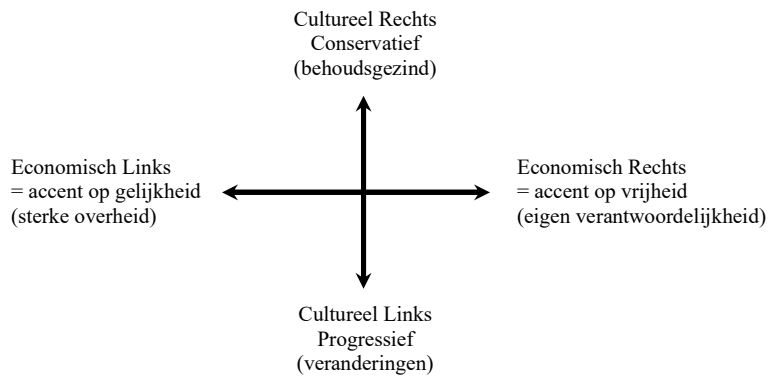 Cultureel Rechts
Conservatief
(behoudsgezind)
Economisch Links
= accent op gelijkheid
(sterke overheid)
Economisch Rechts
= accent op vrijheid
(eigen verantwoordelijkheid)
Cultureel Links
Progressief
(veranderingen)